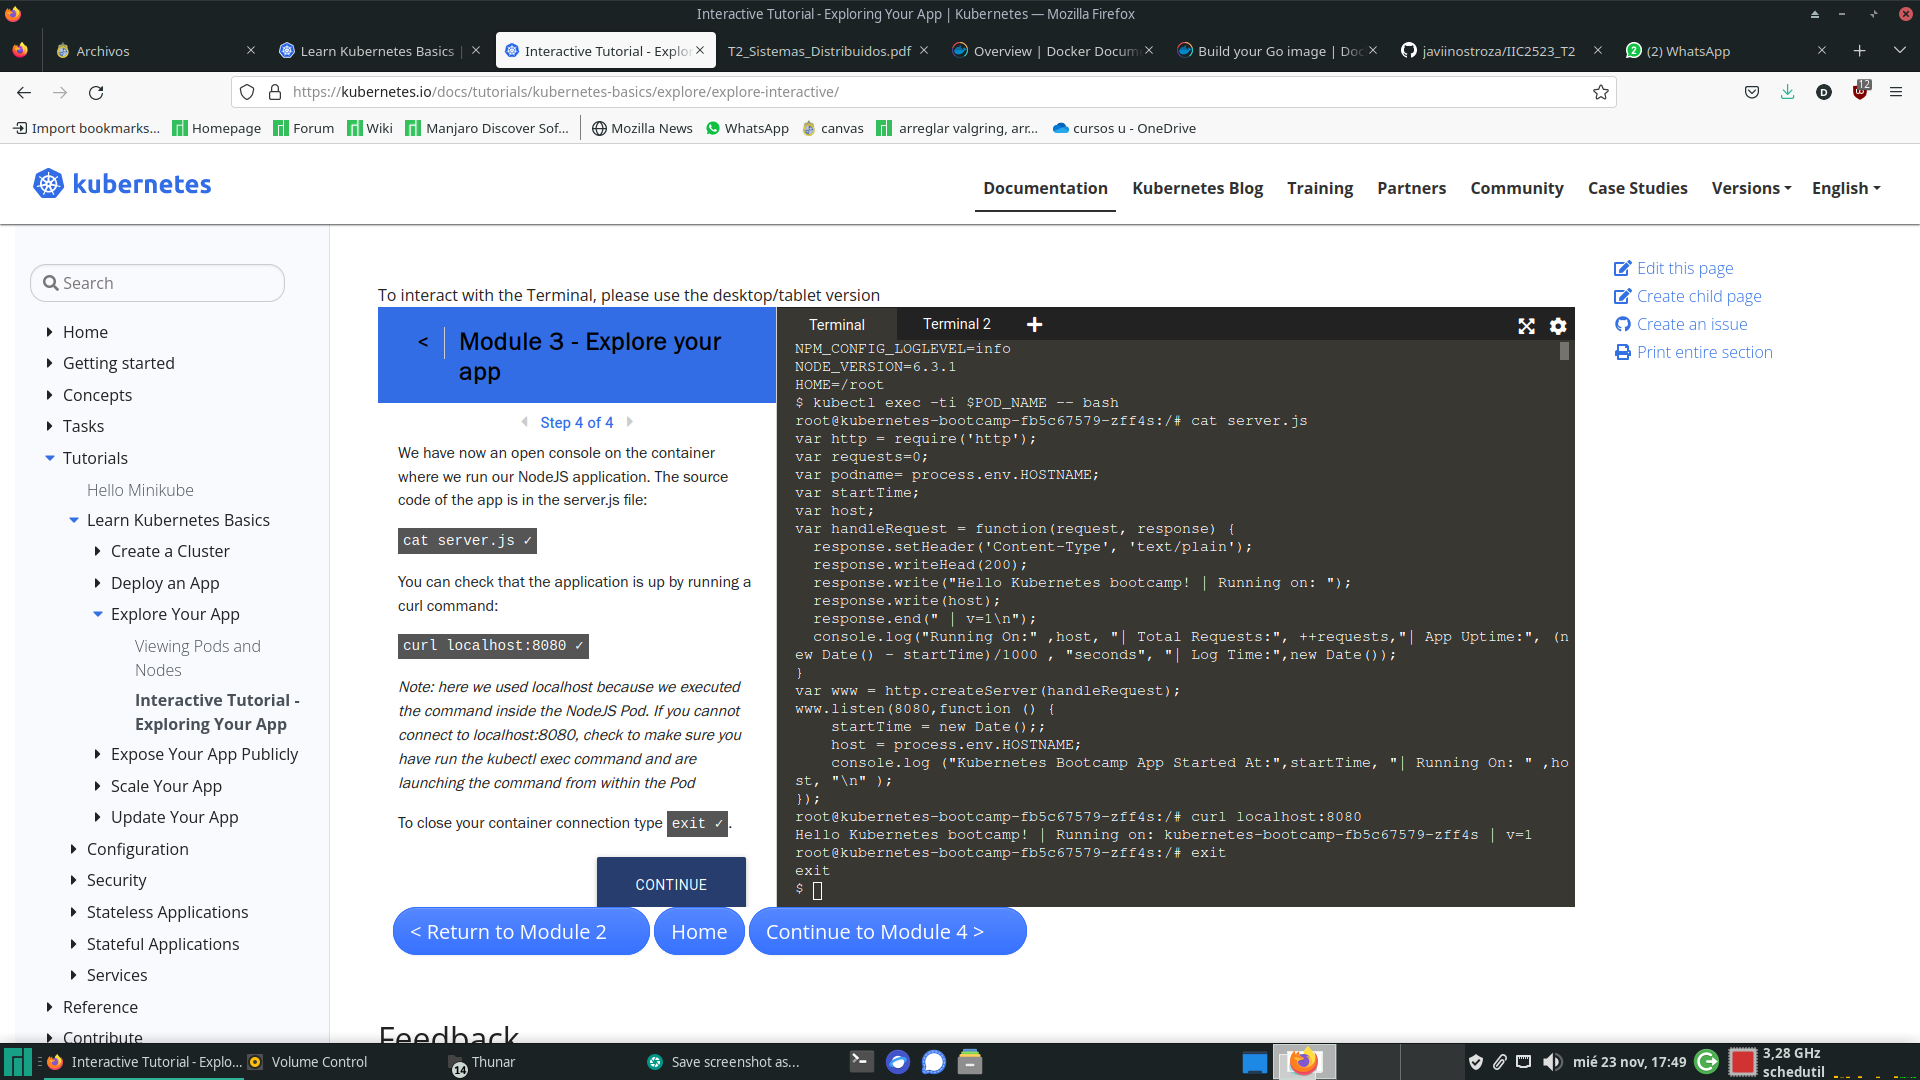 Interactive Tutorial - Exploring Your App | Kubernetes — Mozilla Firefox
Archivos
Learn Kubernetes Basics |
Interactive Tutorial - Explor
T2_Sistemas_Distribuidos.pdf
Overview | Docker Docum
Build your Go image | Doc
javiinostroza/IIC2523_T2
(2) WhatsApp
https://kubernetes.io/docs/tutorials/kubernetes-basics/explore/explore-interactive/
12
Import bookmarks...
Homepage
Forum
Wiki
Manjaro Discover Sof...
Mozilla News
WhatsApp
canvas
arreglar valgring, arr...
cursos u - OneDrive
kubernetes
Documentation
Kubernetes Blog
Training
Partners
Community
Case Studies
Versions
English
Search
Home
Getting started
Concepts
Tasks
Tutorials
Hello Minikube
Learn Kubernetes Basics
Create a Cluster
Deploy an App
Explore Your App
Viewing Pods and
Nodes
Interactive Tutorial -
Exploring Your App
Expose Your App Publicly
Scale Your App
Update Your App
Configuration
Security
Stateless Applications
Stateful Applications
Services
Reference
Contribute
To interact with the Terminal, please use the desktop/tablet version
< Module 3 - Explore your
app
Step 4 of 4
We have now an open console on the container
where we run our NodeJS application. The source
code of the app is in the server.js file:
cat server.js ✓
You can check that the application is up by running a
curl command:
curl localhost:8080 ✓
Note: here we used localhost because we executed
the command inside the NodeJS Pod. If you cannot
connect to localhost:8080, check to make sure you
have run the kubectl exec command and are
launching the command from within the Pod
To close your container connection type exit ✓.
CONTINUE
Terminal
Terminal 2
NPM_CONFIG_LOGLEVEL=info
NODE_VERSION=6.3.1
HOME=/root
$ kubectl exec -ti $POD_NAME -- bash
root@kubernetes-bootcamp-fb5c67579-zff4s:/# cat server.js
var http = require('http');
var requests=0;
var podname= process.env.HOSTNAME;
var startTime;
var host;
var handleRequest = function(request, response) {
  response.setHeader('Content-Type', 'text/plain');
  response.writeHead(200);
  response.write("Hello Kubernetes bootcamp! | Running on: ");
  response.write(host);
  response.end(" | v=1\n");
  console.log("Running On:" ,host, "| Total Requests:", ++requests,"| App Uptime:", (n
ew Date() - startTime)/1000 , "seconds", "| Log Time:",new Date());
}
var www = http.createServer(handleRequest);
www.listen(8080,function () {
    startTime = new Date();;
    host = process.env.HOSTNAME;
    console.log ("Kubernetes Bootcamp App Started At:",startTime, "| Running On: " ,ho
st, "\n" );
});
root@kubernetes-bootcamp-fb5c67579-zff4s:/# curl localhost:8080
Hello Kubernetes bootcamp! | Running on: kubernetes-bootcamp-fb5c67579-zff4s | v=1
root@kubernetes-bootcamp-fb5c67579-zff4s:/# exit
exit
$
Edit this page
Create child page
Create an issue
Print entire section
< Return to Module 2
Home
Continue to Module 4 >
Feedback
Interactive Tutorial - Explo...
Volume Control
14
Thunar
Save screenshot as...
mié 23 nov, 17:49
3,28 GHz
schedutil